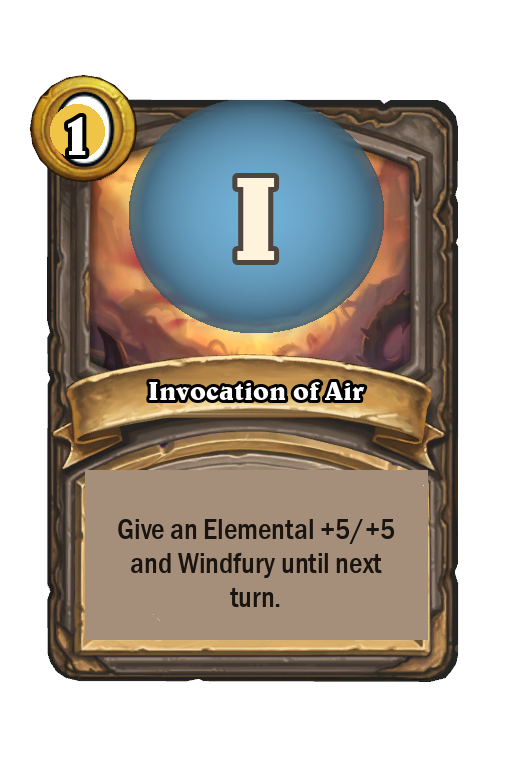 1
I
Invocation of Air
Give an Elemental +5/+5
and Windfury until next
turn.